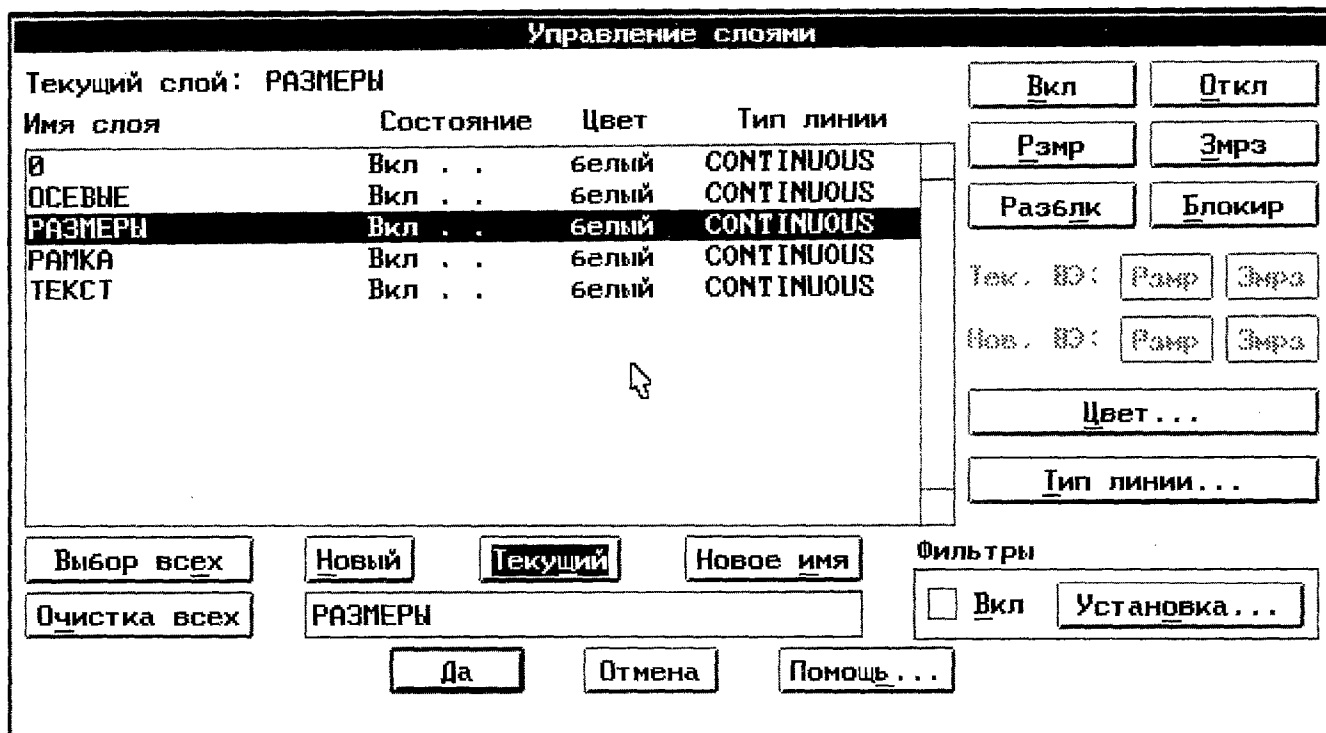 Управление слоями
Текущий слой: РАЗМЕРЫ
Имя слоя Состояние Цвет Тип линии
0 Вкл . . белый CONTINUOUS
ОСЕВЫЕ Вкл . . белый CONTINUOUS
РАЗМЕРЫ Вкл . . белый CONTINUOUS
РАМКА Вкл . . белый CONTINUOUS
ТЕКСТ Вкл . . белый CONTINUOUS
Вкл Откл
Рзмр Змрз
Разблк Блокир
Тек. ВЭ: Рзмр Змрз
Нов. ВЭ: Рзмр Змрз
Цвет...
Тип линии...
Выбор всех Новый Текущий Новое имя
Очистка всех РАЗМЕРЫ
Фильтры
Вкл Установка...
Да Отмена Помощь...